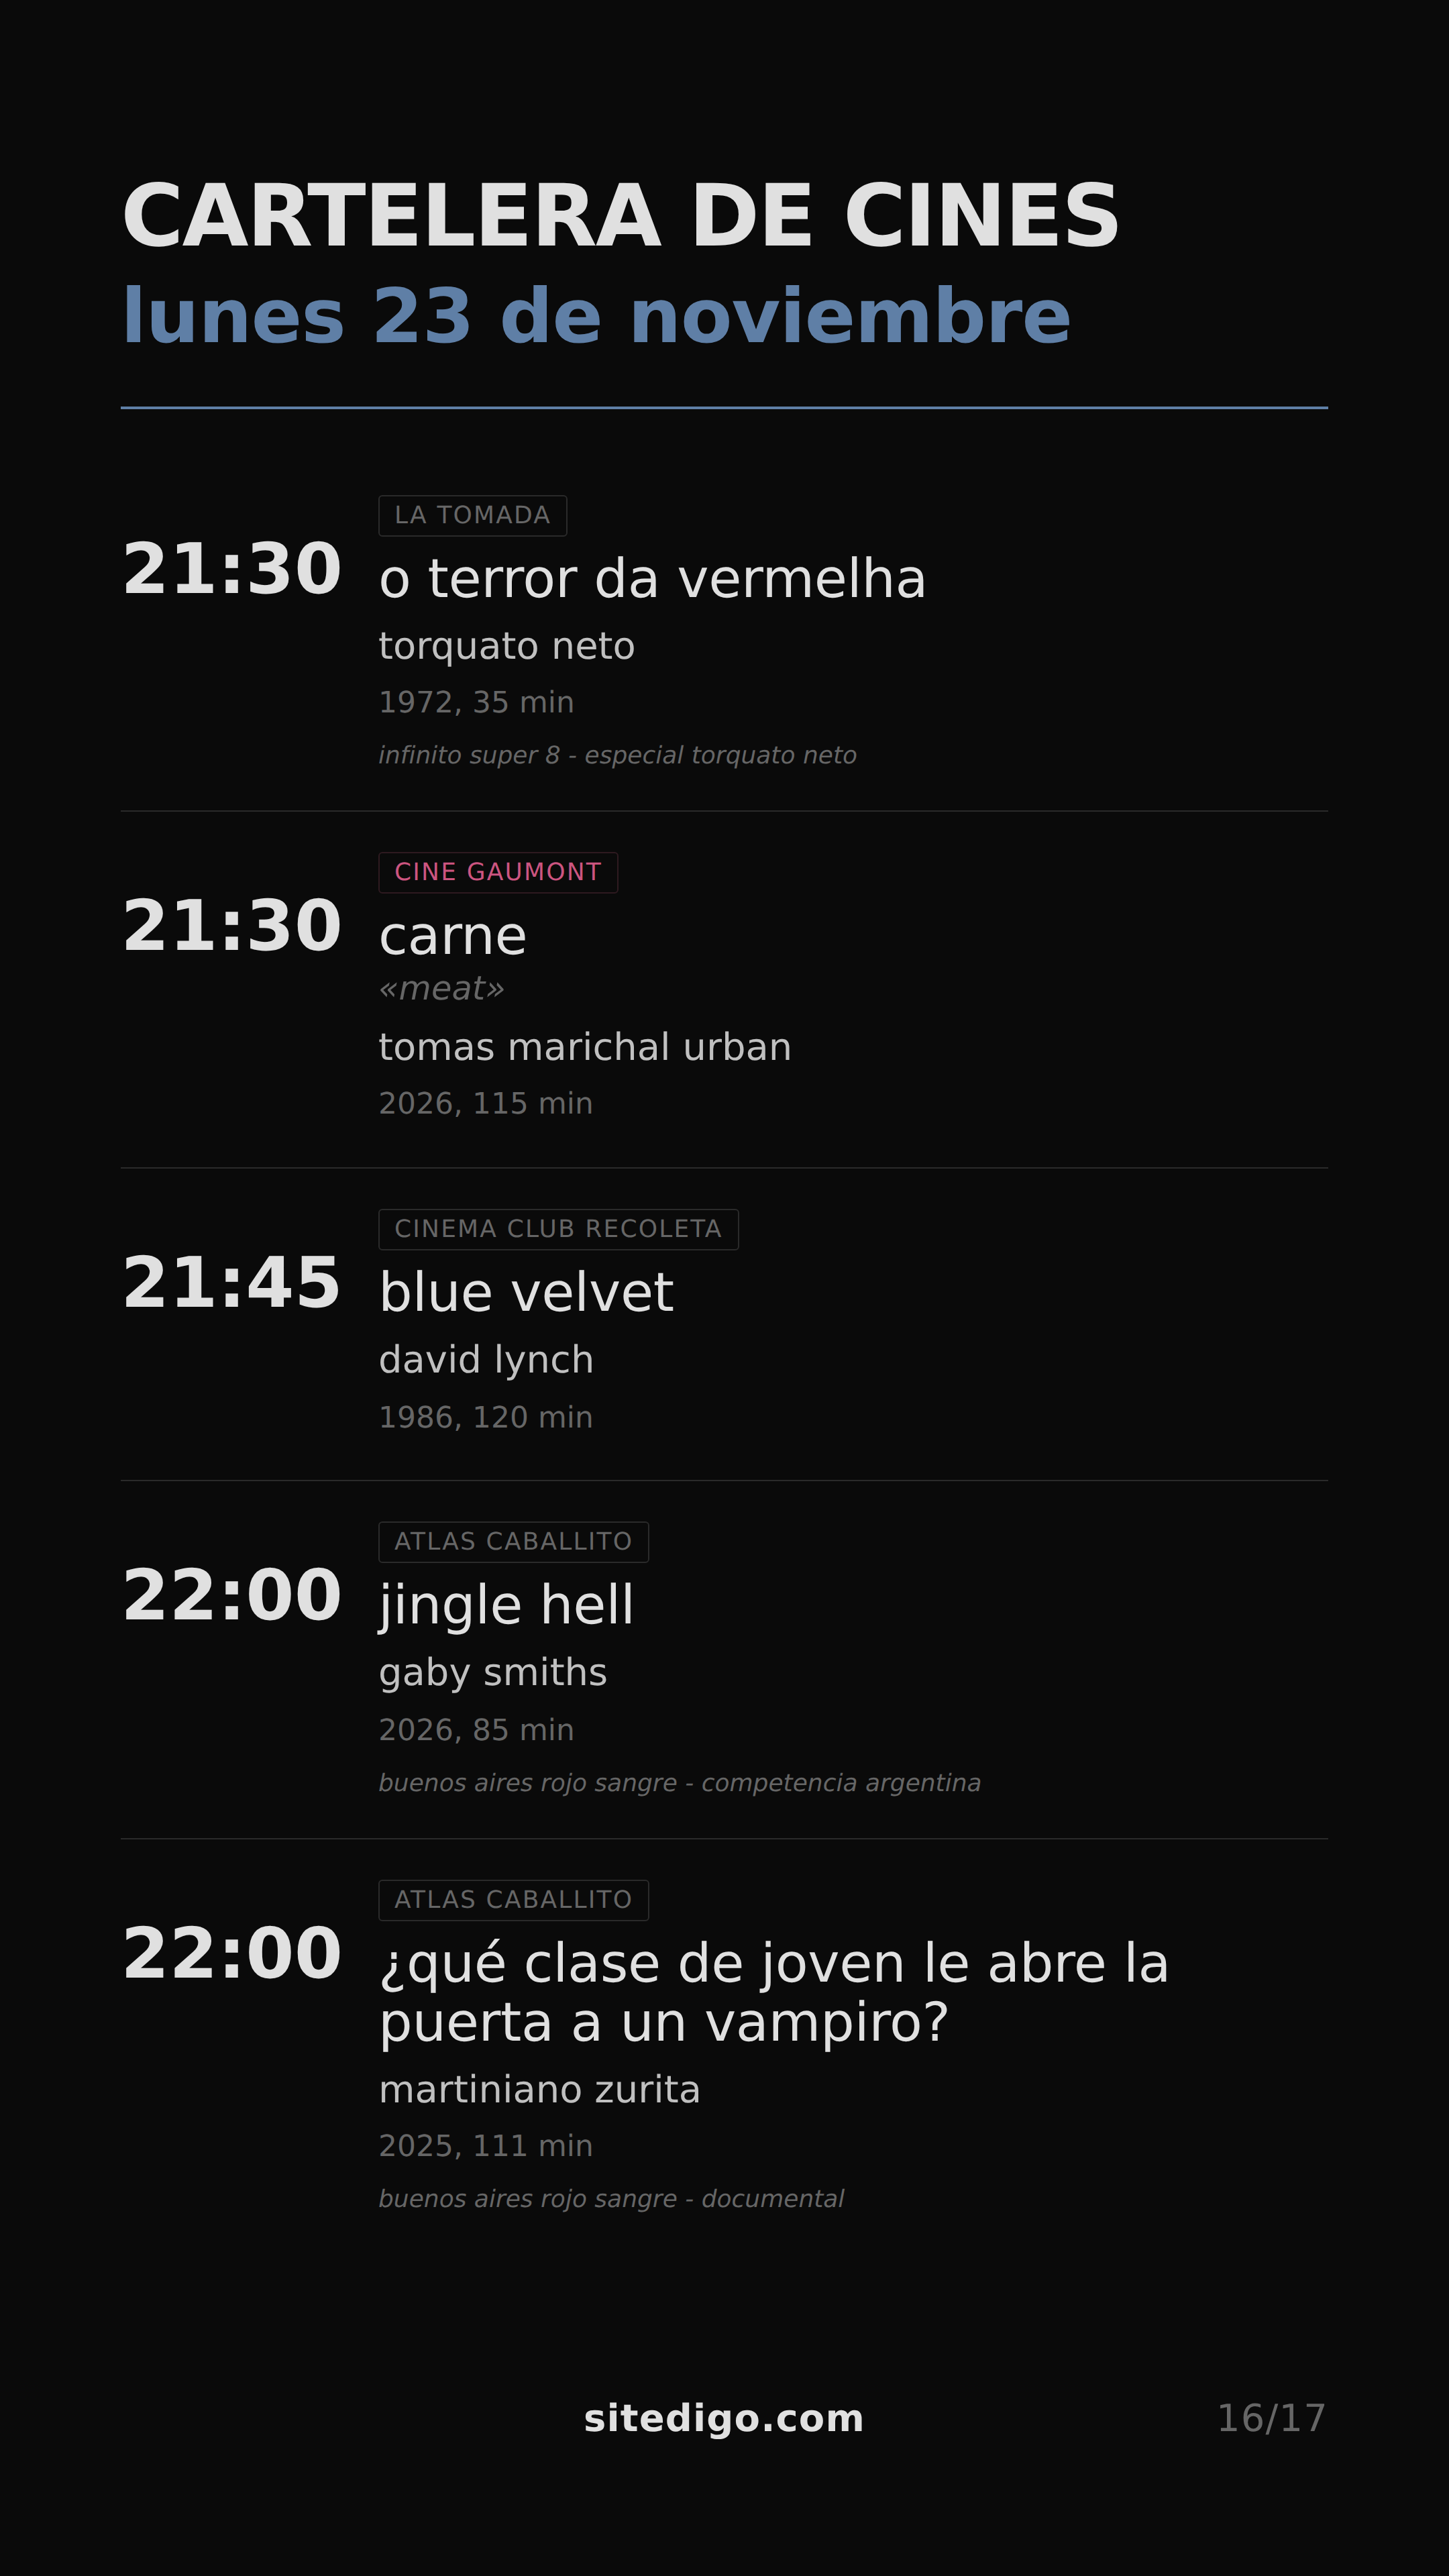 CARTELERA DE CINES
lunes 23 de noviembre
LA TOMADA
21:30
o terror da vermelha
torquato neto
1972, 35 min
infinito super 8 - especial torquato neto
CINE GAUMONT
21:30
carne
«meat»
tomas marichal urban
2026, 115 min
CINEMA CLUB RECOLETA
21:45
blue velvet
david lynch
1986, 120 min
ATLAS CABALLITO
22:00
jingle hell
gaby smiths
2026, 85 min
buenos aires rojo sangre - competencia argentina
ATLAS CABALLITO
22:00
¿qué clase de joven le abre la
puerta a un vampiro?
martiniano zurita
2025, 111 min
buenos aires rojo sangre - documental
sitedigo.com
16/17